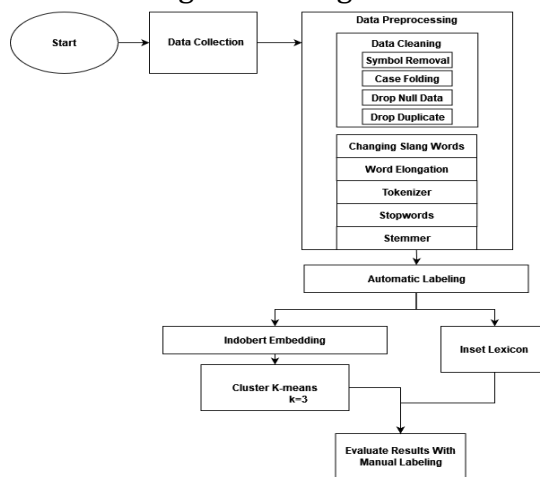 Start
Data Collection
Data Preprocessing
Data Cleaning
Symbol Removal
Case Folding
Drop Null Data
Drop Duplicate
Changing Slang Words
Word Elongation
Tokenizer
Stopwords
Stemmer
Automatic Labeling
Indobert Embedding
Inset Lexicon
Cluster K-means
k=3
Evaluate Results With
Manual Labeling